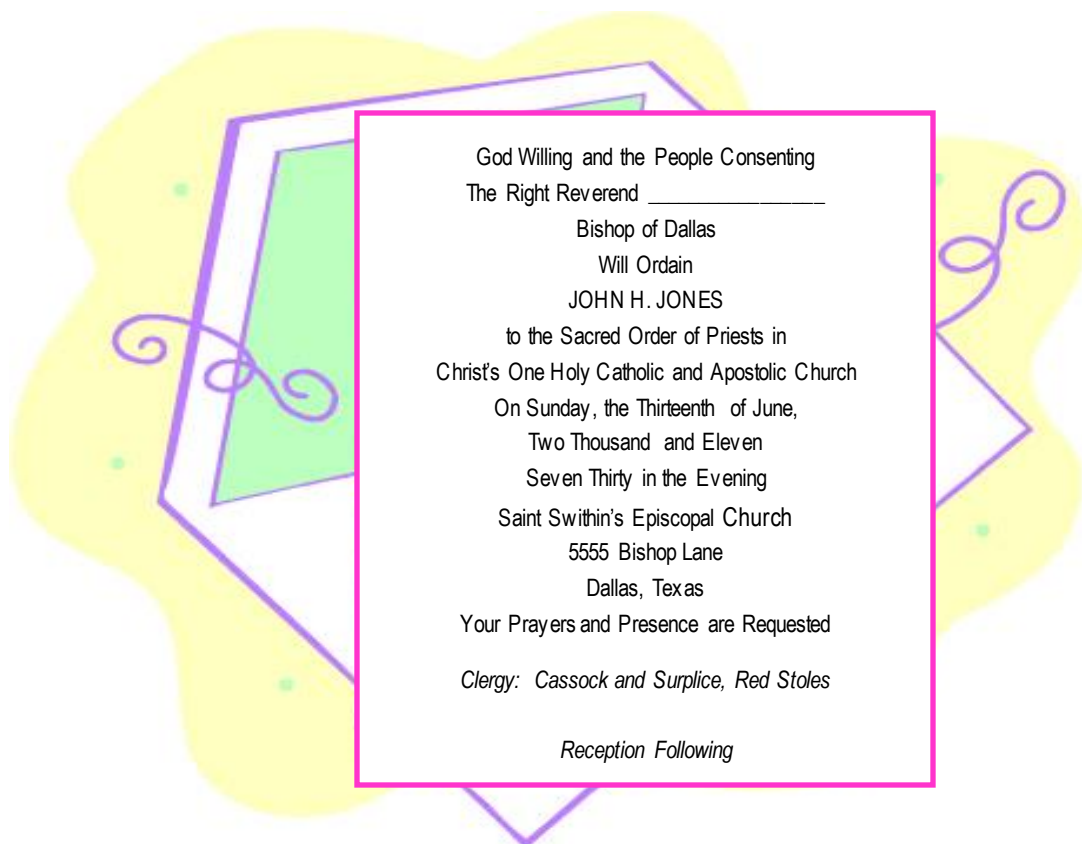 God Willing and the People Consenting
The Right Reverend _________________
Bishop of Dallas
Will Ordain
JOHN H. JONES
to the Sacred Order of Priests in
Christ’s One Holy Catholic and Apostolic Church
On Sunday, the Thirteenth of June,
Two Thousand and Eleven
Seven Thirty in the Evening
Saint Swithin’s Episcopal Church
5555 Bishop Lane
Dallas, Texas
Your Prayers and Presence are Requested
Clergy: Cassock and Surplice, Red Stoles
Reception Following